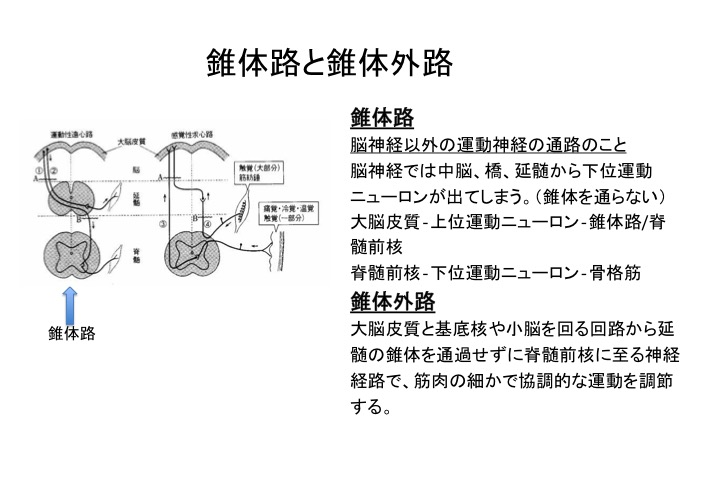 錐体路と錐体外路
運動性遠心路
大脳皮質
感覚性求心路
① ②
A
A
脳
触覚(大部分)
筋紡錘
延髄
B
B
③
④
痛覚・冷覚・温覚
触覚(一部分)
脊髄
錐体路
錐体路
脳神経以外の運動神経の通路のこと
脳神経では中脳、橋、延髄から下位運動
ニューロンが出てしまう。（錐体を通らない）
大脳皮質-上位運動ニューロン-錐体路/脊
髄前核
脊髄前核-下位運動ニューロン-骨格筋
錐体外路
大脳皮質と基底核や小脳を回る回路から延
髄の錐体を通過せずに脊髄前核に至る神経
経路で、筋肉の細かで協調的な運動を調節
する。